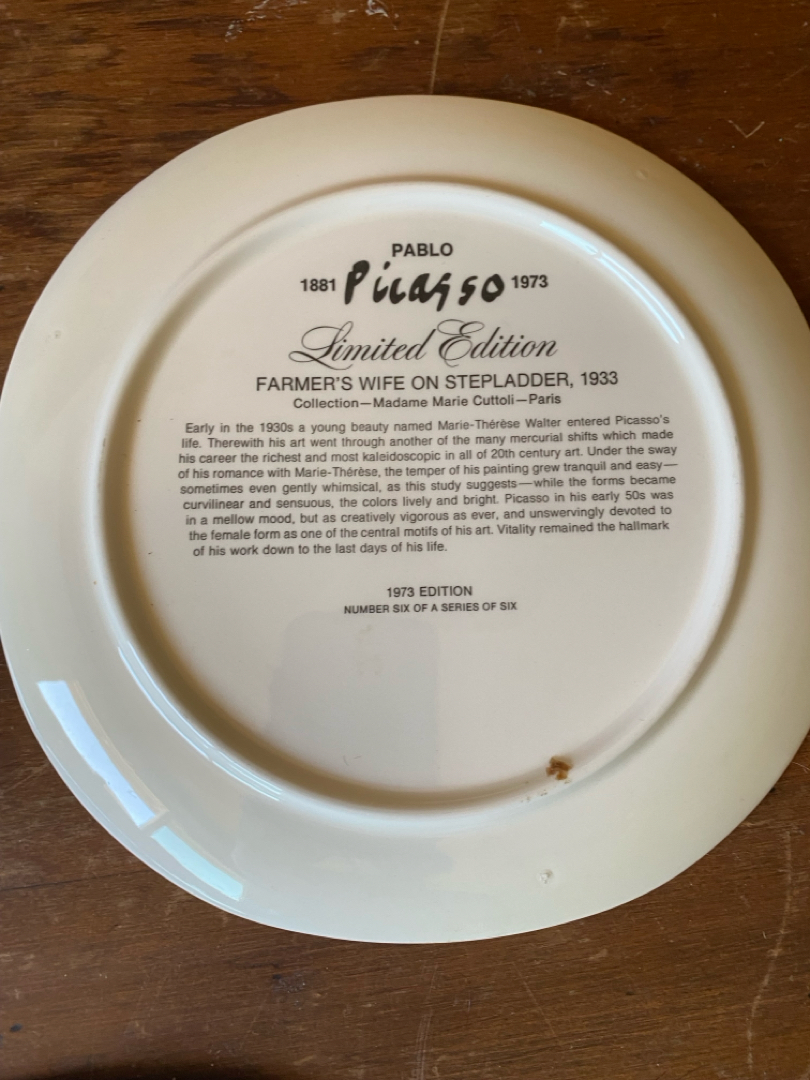 PABLO
1881 Picasso 1973
Limited Edition
FARMER'S WIFE ON STEPLADDER, 1933
Collection—Madame Marie Cuttoli—Paris
Early in the 1930s a young beauty named Marie-Thérèse Walter entered Picasso's
life. Therewith his art went through another of the many mercurial shifts which made
his career the richest and most kaleidoscopic in all of 20th century art. Under the sway
of his romance with Marie-Thérèse, the temper of his painting grew tranquil and easy—
sometimes even gently whimsical, as this study suggests—while the forms became
curvilinear and sensuous, the colors lively and bright. Picasso in his early 50s was
in a mellow mood, but as creatively vigorous as ever, and unswervingly devoted to
the female form as one of the central motifs of his art. Vitality remained the hallmark
of his work down to the last days of his life.
1973 EDITION
NUMBER SIX OF A SERIES OF SIX